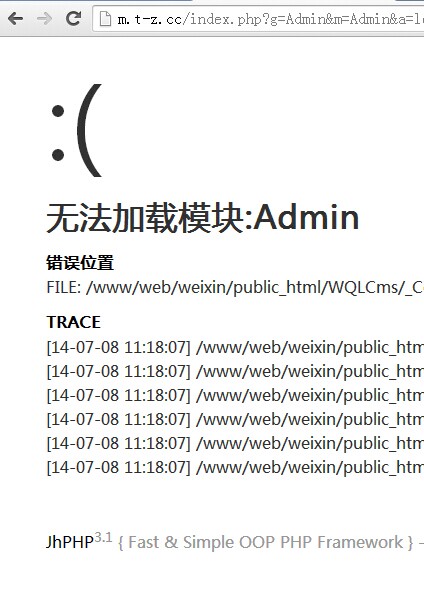 m.t-z.cc/index.php?g=Admin&m=Admin&a=l
:(
无法加载模块:Admin
错误位置
FILE: /www/web/weixin/public_html/WQLCms/_C
TRACE
[14-07-08 11:18:07] /www/web/weixin/public_htm
[14-07-08 11:18:07] /www/web/weixin/public_htm
[14-07-08 11:18:07] /www/web/weixin/public_htm
[14-07-08 11:18:07] /www/web/weixin/public_htm
[14-07-08 11:18:07] /www/web/weixin/public_htm
[14-07-08 11:18:07] /www/web/weixin/public_htm
JhPHP3.1 { Fast & Simple OOP PHP Framework } -